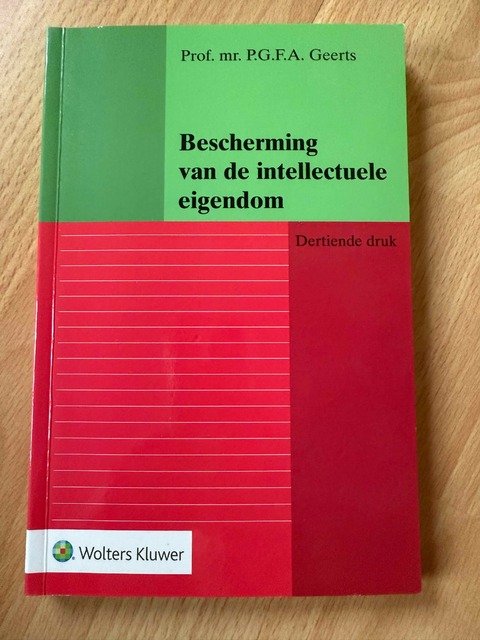 Prof. mr. P.G.F.A. Geerts
Bescherming
van de intellectuele
eigendom
Dertiende druk
Wolters Kluwer